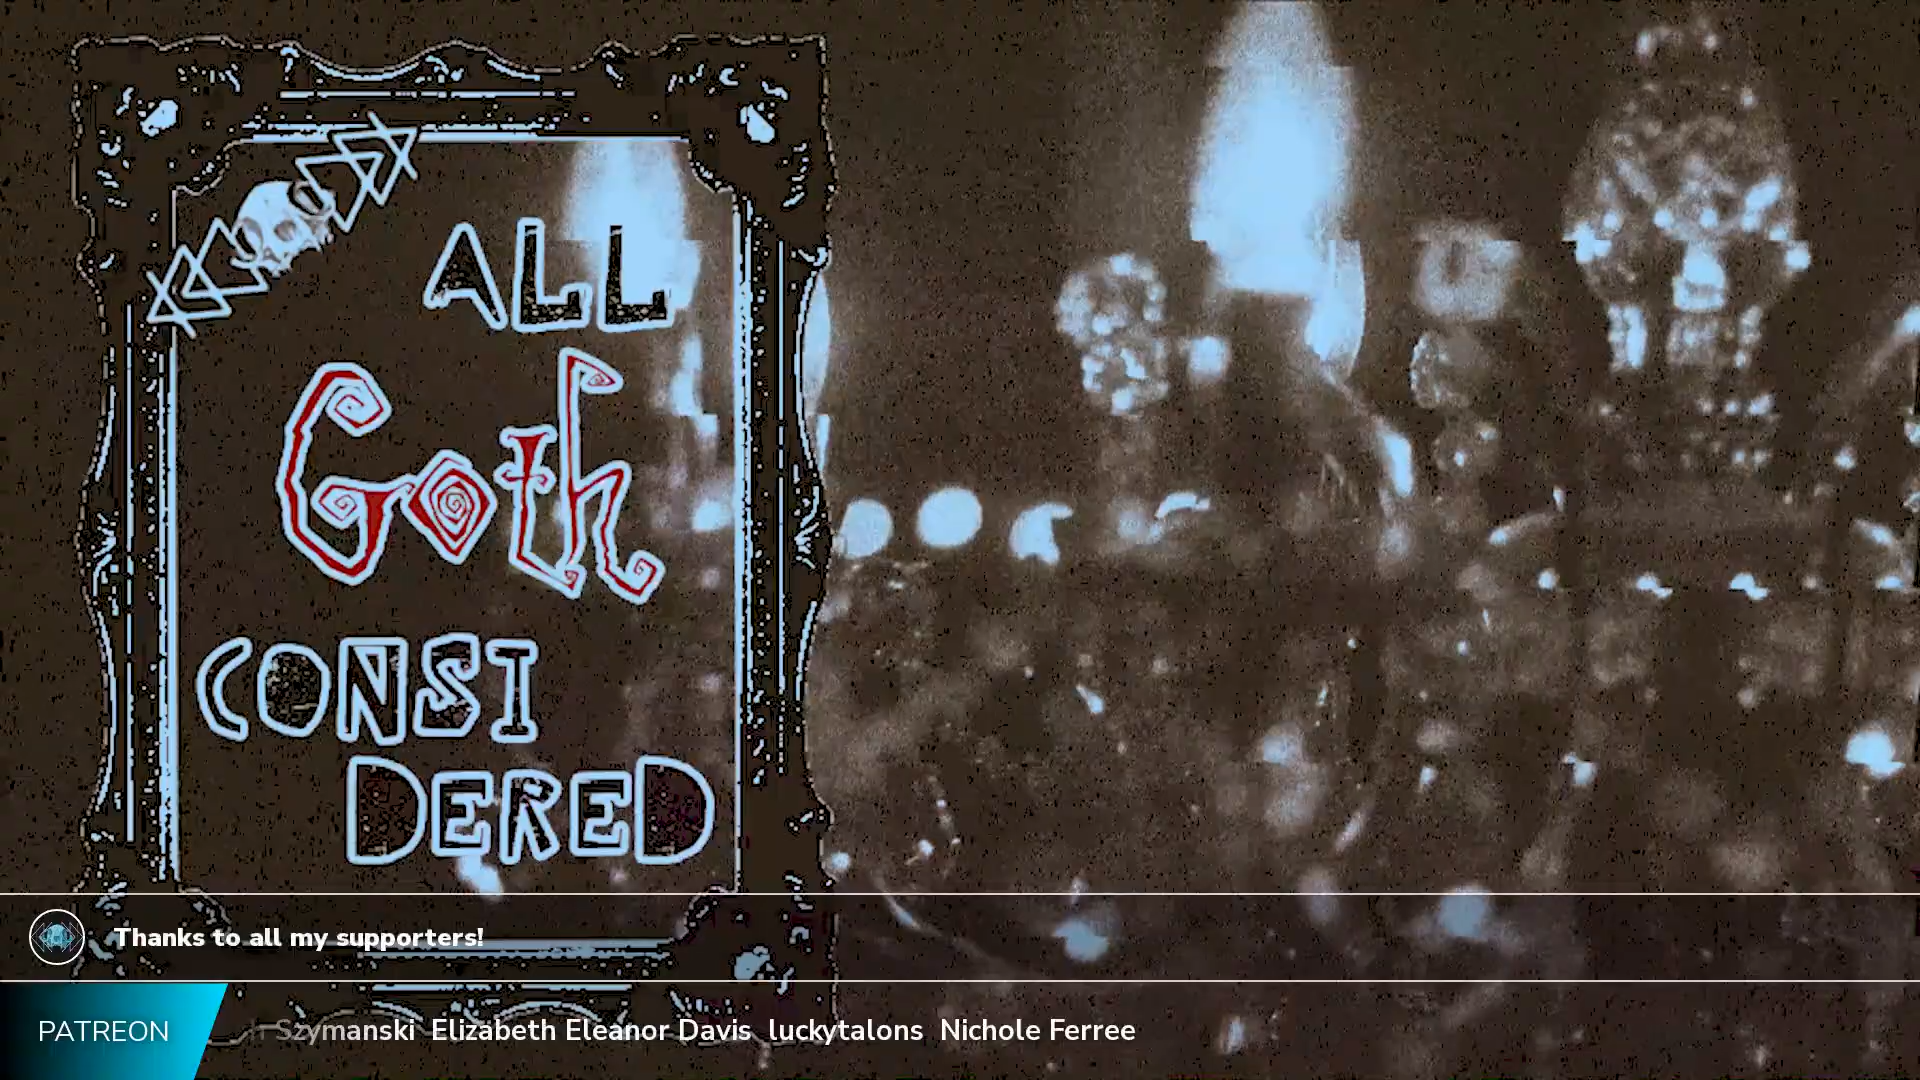 ALL
Goth
CONSI
DERED
Thanks to all my supporters!
PATREON
Szymanski Elizabeth Eleanor Davis luckytalons Nichole Ferree